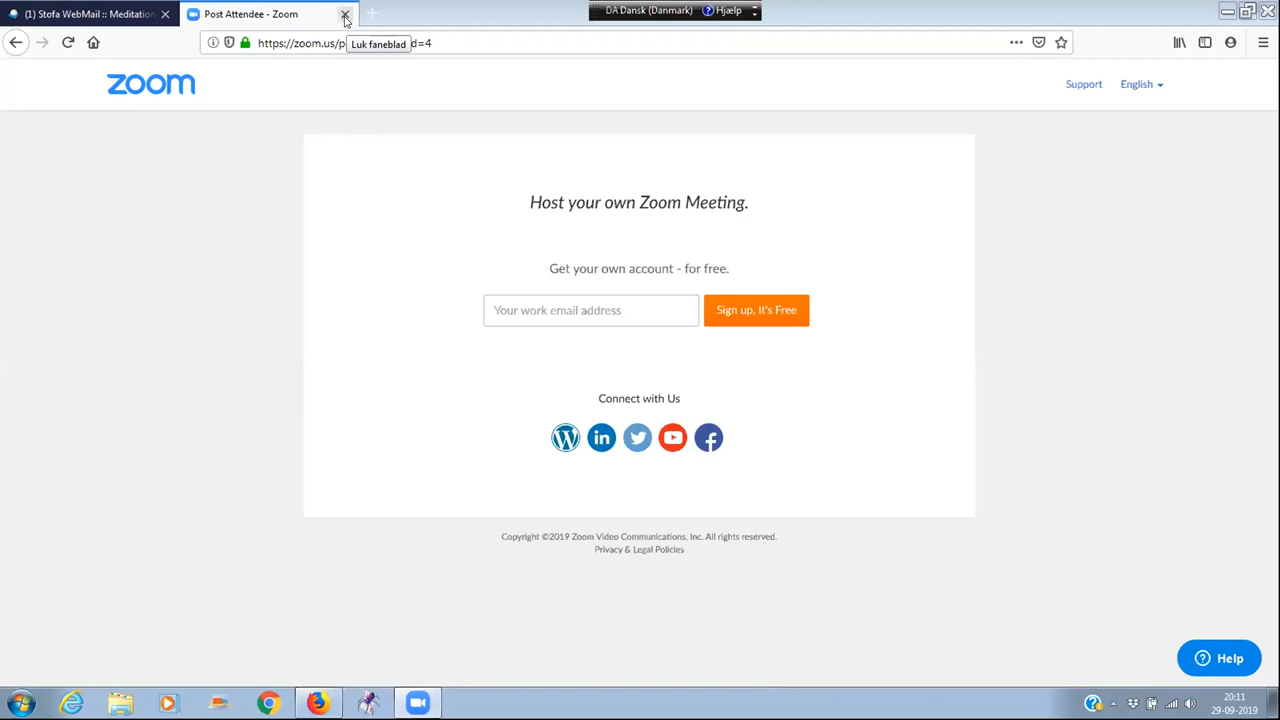 (1) Stofa WebMail :: Meditation
Post Attendee - Zoom
DA Dansk (Danmark)
Hjælp
https://zoom.us/p
d=4
Luk faneblad
zoom
Support
English
Host your own Zoom Meeting.
Get your own account - for free.
Your work email address
Sign up, It's Free
Connect with Us
Copyright ©2019 Zoom Video Communications, Inc. All rights reserved.
Privacy & Legal Policies
Help
20:11
29-09-2019